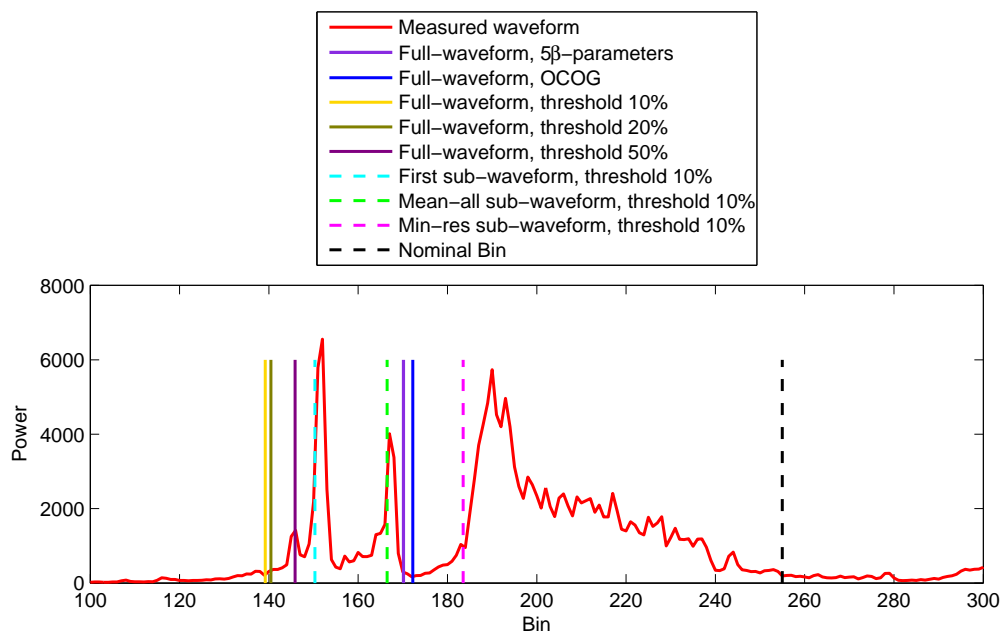 Measured waveform
Full−waveform, 5β−parameters
Full−waveform, OCOG
Full−waveform, threshold 10%
Full−waveform, threshold 20%
Full−waveform, threshold 50%
First sub−waveform, threshold 10%
Mean−all sub−waveform, threshold 10%
Min−res sub−waveform, threshold 10%
Nominal Bin
8000
6000
4000
2000
0
Power
100 120 140 160 180 200 220 240 260 280 300
Bin